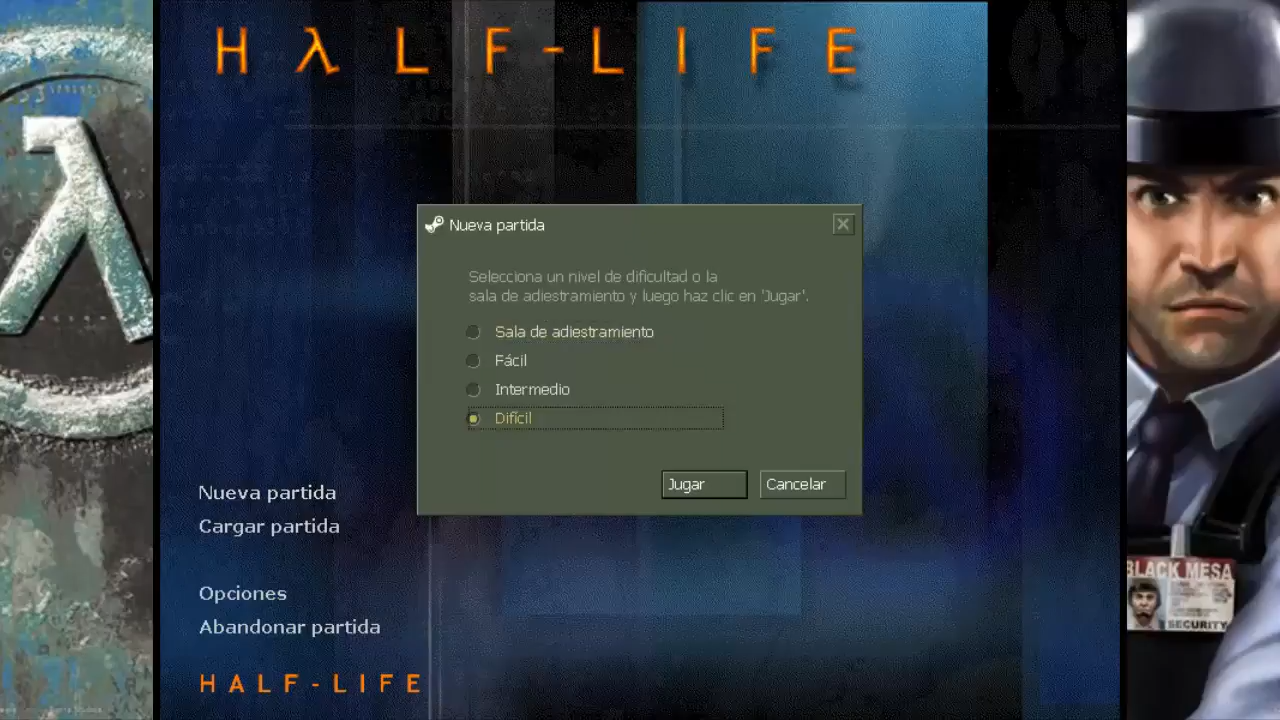 HλLF-LIFE
Nueva partida
Selecciona un nivel de dificultad o la
sala de adiestramiento y luego haz clic en 'Jugar'.
Sala de adiestramiento
Fácil
Intermedio
Difícil
Jugar
Cancelar
Nueva partida
Cargar partida
Opciones
Abandonar partida
HALF-LIFE
BLACK MESA
SECURITY